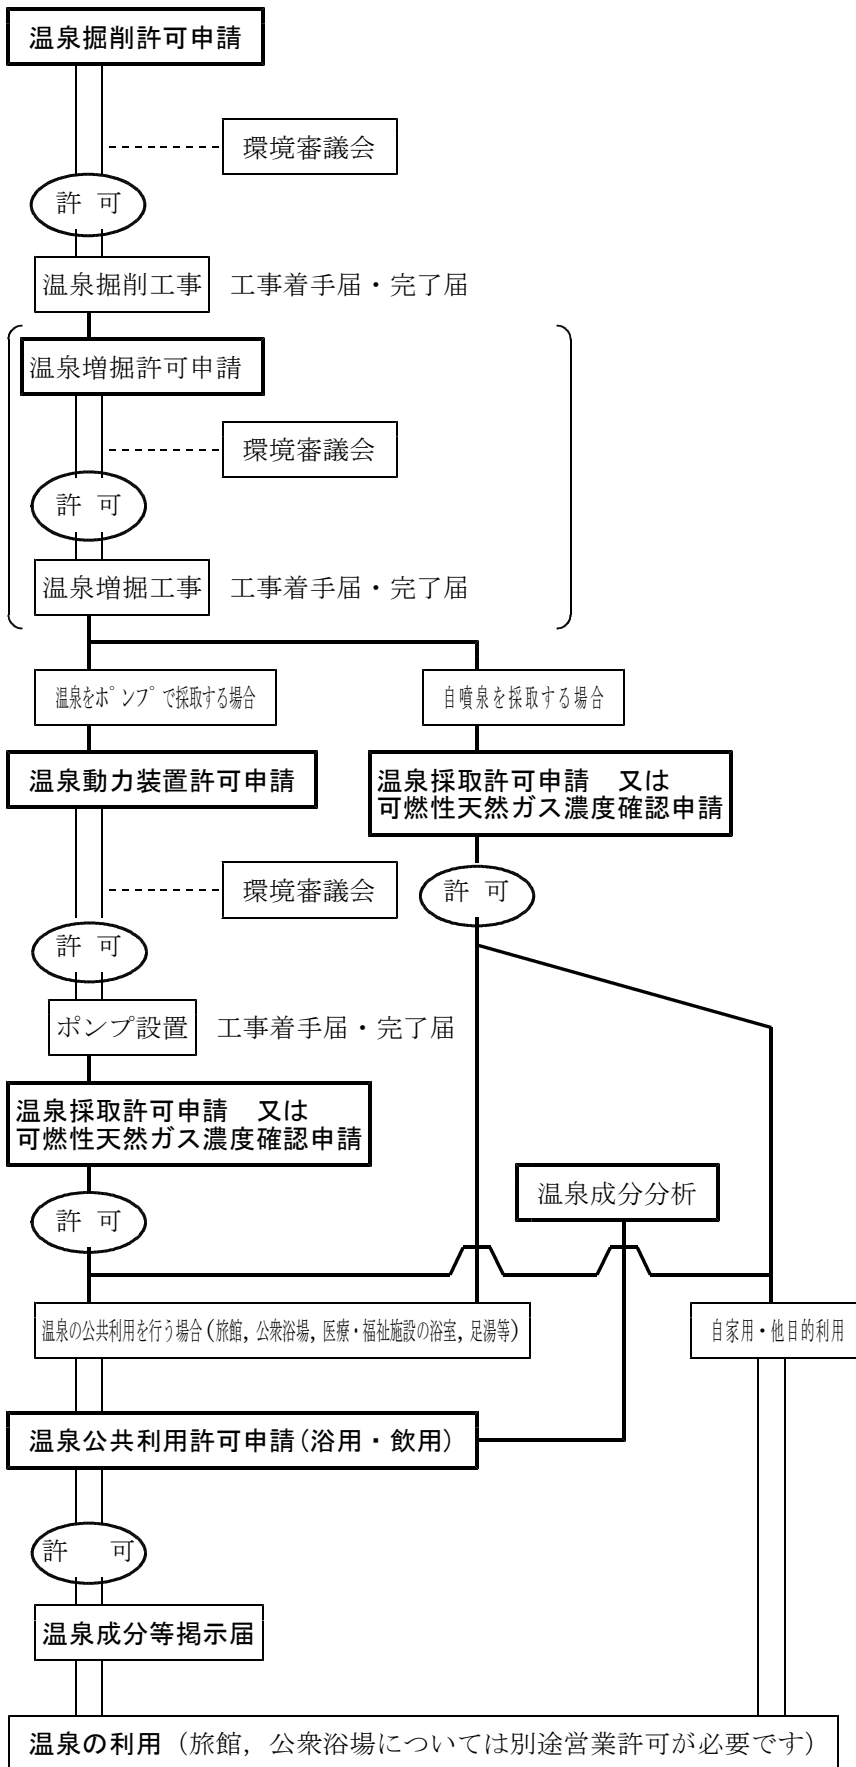 温泉掘削許可申請
環境審議会
許 可
温泉掘削工事 工事着手届・完了届
温泉増掘許可申請
環境審議会
許 可
温泉増掘工事 工事着手届・完了届
温泉をポンプで採取する場合 自噴泉を採取する場合
温泉動力装置許可申請
温泉採取許可申請 又は
可燃性天然ガス濃度確認申請
環境審議会
許 可
許 可
ポンプ設置 工事着手届・完了届
温泉採取許可申請 又は
可燃性天然ガス濃度確認申請
温泉成分分析
許 可
温泉の公共利用を行う場合(旅館,公衆浴場,医療・福祉施設の浴室,足湯等)
自家用・他目的利用
温泉公共利用許可申請(浴用・飲用)
許 可
温泉成分等掲示届
温泉の利用(旅館,公衆浴場については別途営業許可が必要です)